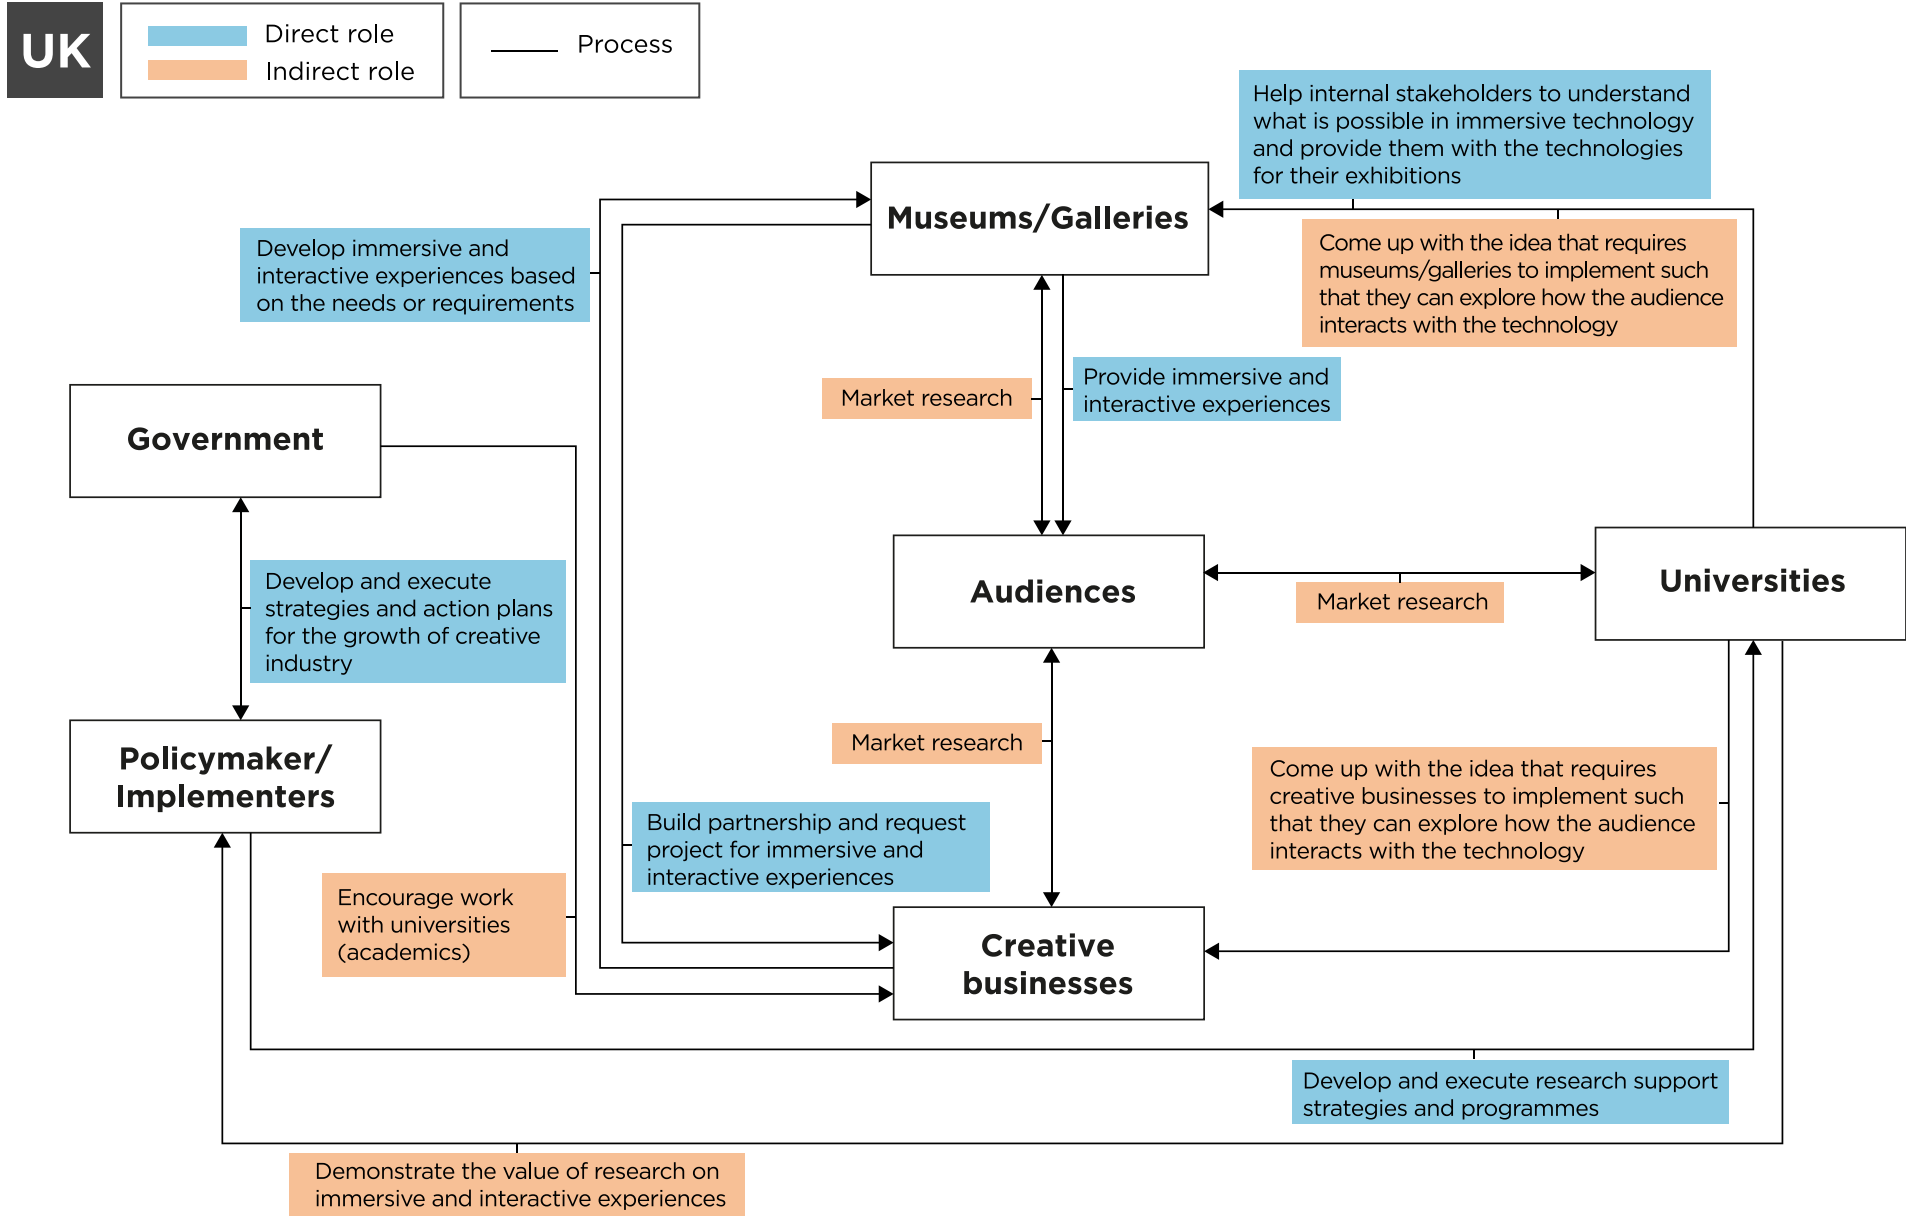 UK
Direct role
Indirect role
Process
Help internal stakeholders to understand
what is possible in immersive technology
and provide them with the technologies
for their exhibitions
Museums/Galleries
Come up with the idea that requires
museums/galleries to implement such
that they can explore how the audience
interacts with the technology
Develop immersive and
interactive experiences based
on the needs or requirements
Market research
Provide immersive and
interactive experiences
Government
Audiences
Universities
Market research
Develop and execute
strategies and action plans
for the growth of creative
industry
Policymaker/
Implementers
Market research
Come up with the idea that requires
creative businesses to implement such
that they can explore how the audience
interacts with the technology
Build partnership and request
project for immersive and
interactive experiences
Encourage work
with universities
(academics)
Creative
businesses
Develop and execute research support
strategies and programmes
Demonstrate the value of research on
immersive and interactive experiences